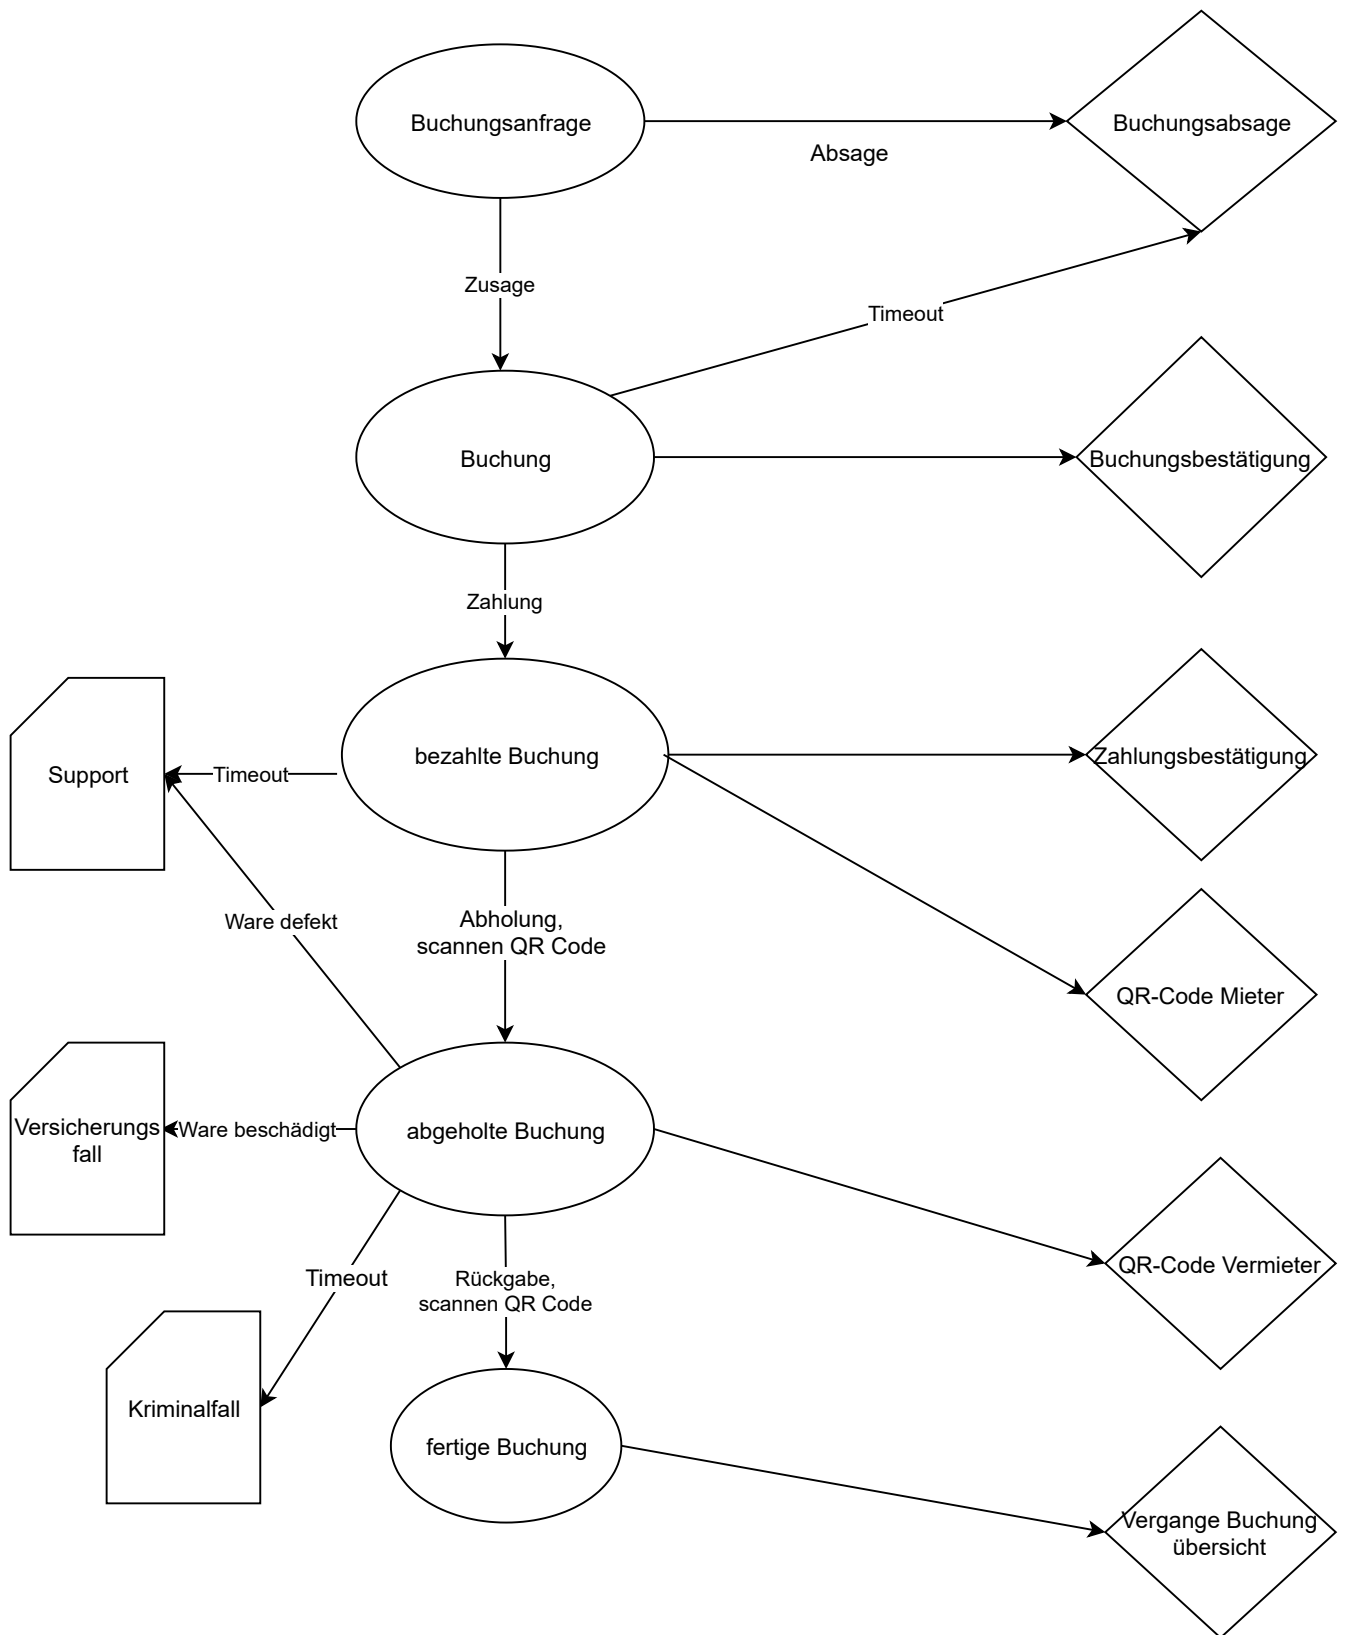 Buchungsanfrage
Buchungsabsage
Absage
Zusage
Timeout
Buchung
Buchungsbestätigung
Zahlung
bezahlte Buchung
Zahlungsbestätigung
Support
Timeout
Ware defekt
Abholung,
scannen QR Code
QR-Code Mieter
Versicherungs
fall
Ware beschädigt
abgeholte Buchung
QR-Code Vermieter
Timeout
Rückgabe,
scannen QR Code
Kriminalfall
fertige Buchung
Vergange Buchung
übersicht